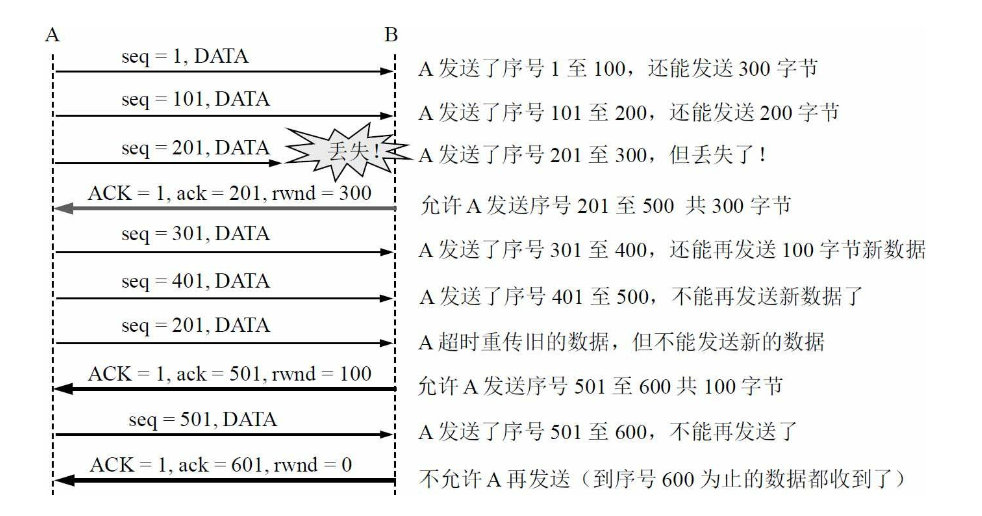 A B
seq = 1, DATA A 发送了序号 1 至 100，还能发送 300 字节
seq = 101, DATA A 发送了序号 101 至 200，还能发送 200 字节
seq = 201, DATA 丢失！ A 发送了序号 201 至 300，但丢失了！
ACK = 1, ack = 201, rwnd = 300 允许 A 发送序号 201 至 500 共 300 字节
seq = 301, DATA A 发送了序号 301 至 400，还能再发送 100 字节新数据
seq = 401, DATA A 发送了序号 401 至 500，不能再发送新数据了
seq = 201, DATA A 超时重传旧的数据，但不能发送新的数据
ACK = 1, ack = 501, rwnd = 100 允许 A 发送序号 501 至 600 共 100 字节
seq = 501, DATA A 发送了序号 501 至 600，不能再发送了
ACK = 1, ack = 601, rwnd = 0 不允许 A 再发送（到序号 600 为止的数据都收到了）